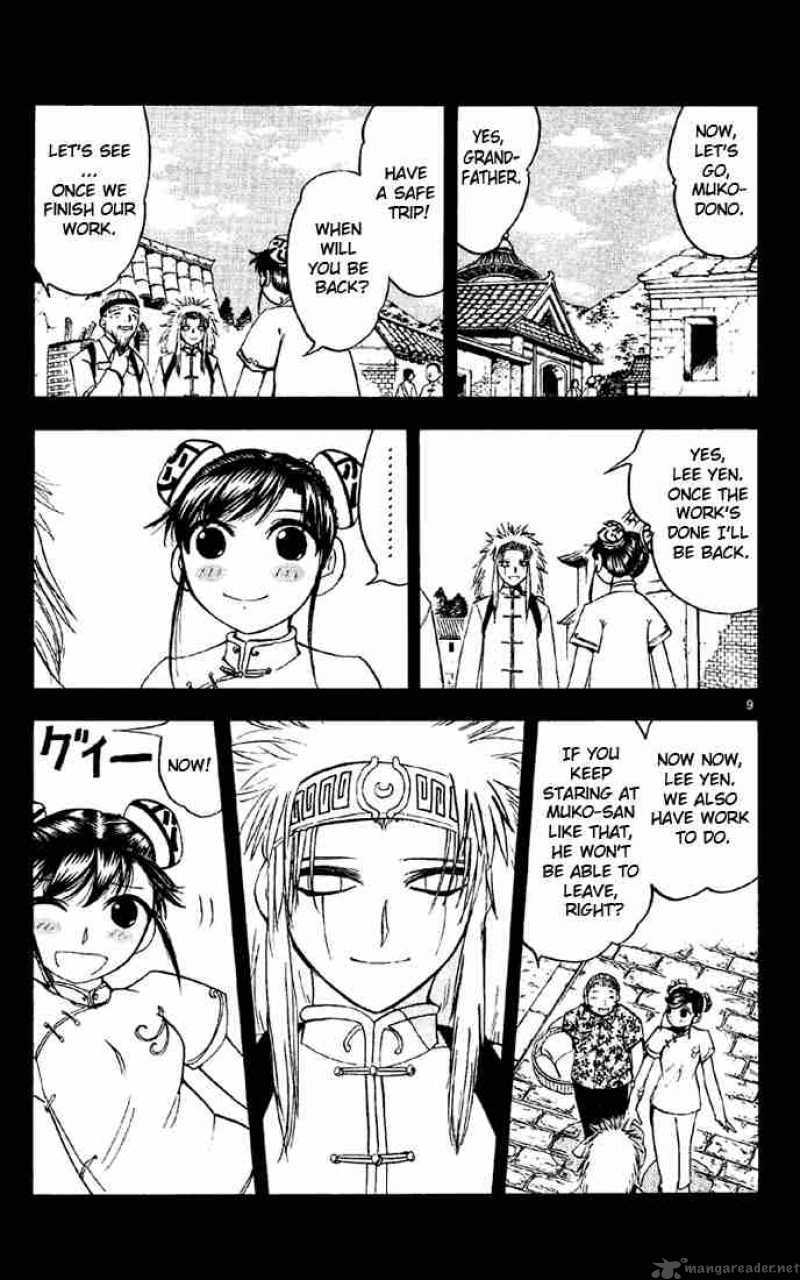 NOW,
LET'S
GO,
MUKO-
DONO.
YES,
GRAND-
FATHER.
HAVE
A SAFE
TRIP!
WHEN
WILL
YOU BE
BACK?
LET'S SEE
...
ONCE WE
FINISH OUR
WORK.
YES,
LEE YEN.
ONCE THE
WORK'S
DONE I'LL
BE BACK.
.........
9
NOW NOW,
LEE YEN.
WE ALSO
HAVE WORK
TO DO.
IF YOU
KEEP
STARING AT
MUKO-SAN
LIKE THAT,
HE WON'T
BE ABLE TO
LEAVE,
RIGHT?
NOW!
グイー
mangareader.net